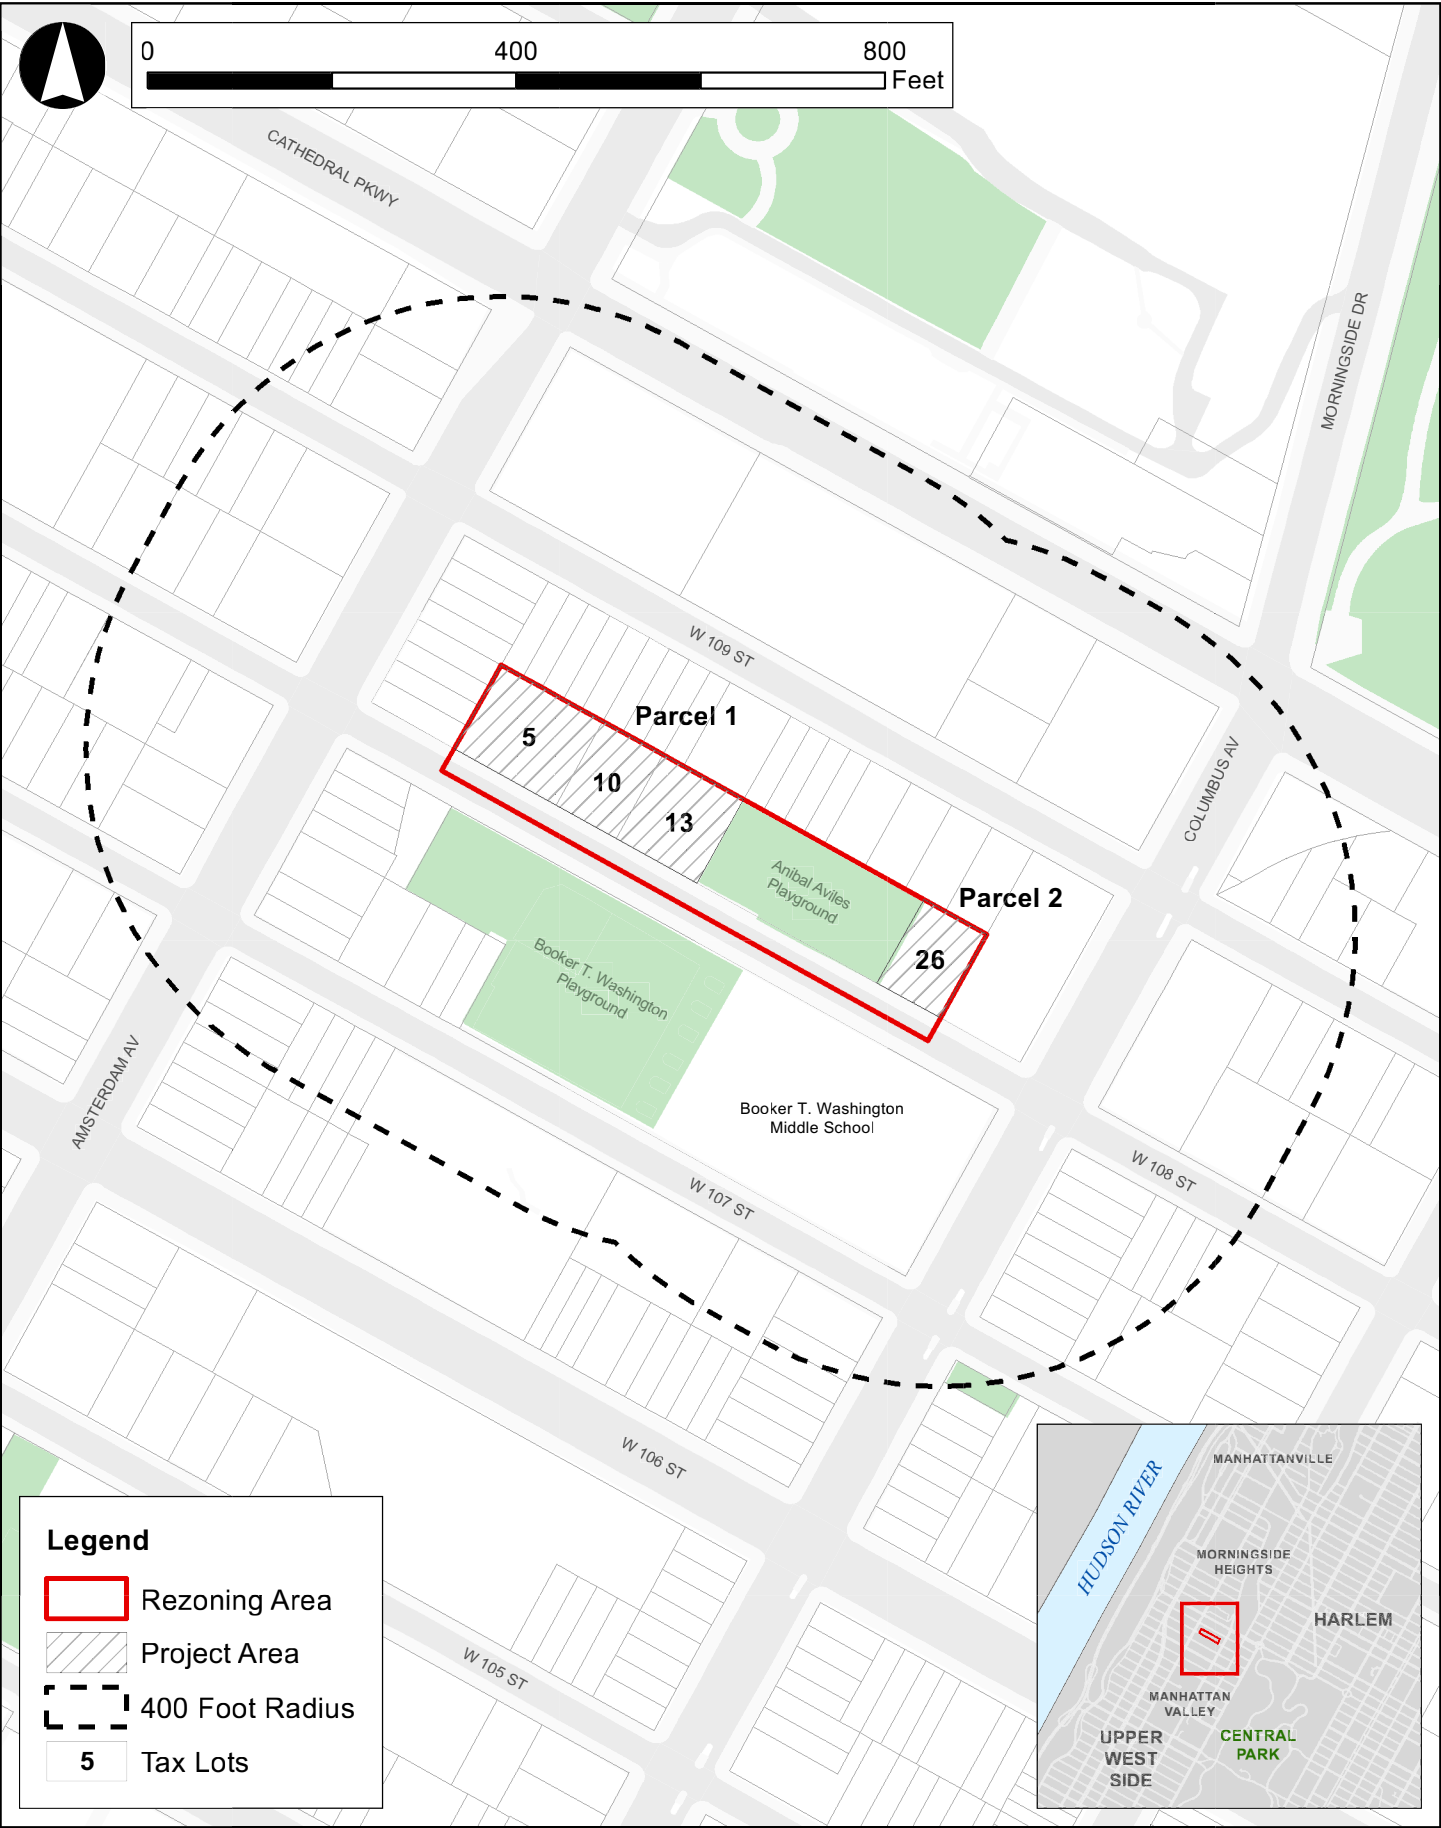 0 400 800
Feet
CATHEDRAL PKWY
MORNINGSIDE DR
W 109 ST
Parcel 1
5
10
13
COLUMBUS AV
Anibal Aviles
Playground
Parcel 2
26
Booker T. Washington
Playground
AMSTERDAM AV
Booker T. Washington
Middle School
W 108 ST
W 107 ST
W 106 ST
W 105 ST
Legend
Rezoning Area
Project Area
400 Foot Radius
5 Tax Lots
MANHATTANVILLE
HUDSON RIVER
MORNINGSIDE
HEIGHTS
HARLEM
MANHATTAN
VALLEY
UPPER
WEST
SIDE
CENTRAL
PARK